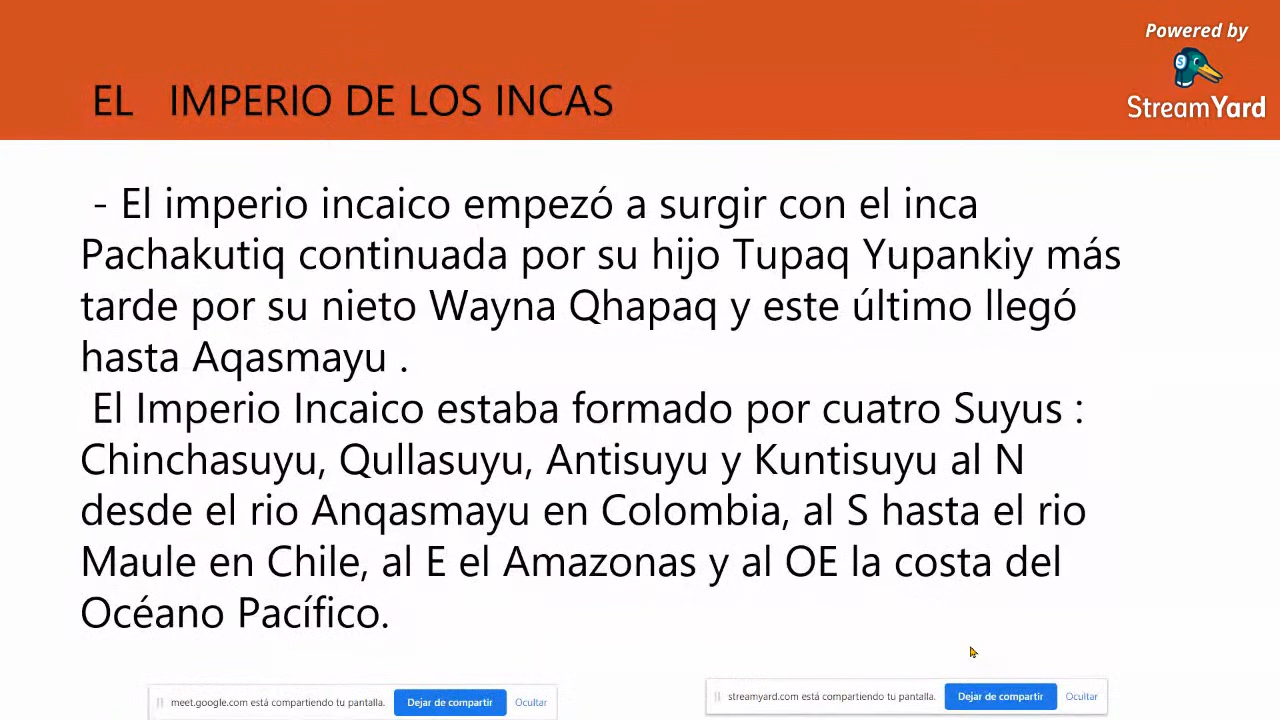 Powered by
StreamYard
EL IMPERIO DE LOS INCAS
- El imperio incaico empezó a surgir con el inca
Pachakutiq continuada por su hijo Tupaq Yupankiy más
tarde por su nieto Wayna Qhapaq y este último llegó
hasta Aqasmayu .
El Imperio Incaico estaba formado por cuatro Suyus :
Chinchasuyu, Qullasuyu, Antisuyu y Kuntisuyu al N
desde el rio Anqasmayu en Colombia, al S hasta el rio
Maule en Chile, al E el Amazonas y al OE la costa del
Océano Pacífico.
meet.google.com está compartiendo tu pantalla. Dejar de compartir Ocultar
streamyard.com está compartiendo tu pantalla. Dejar de compartir Ocultar